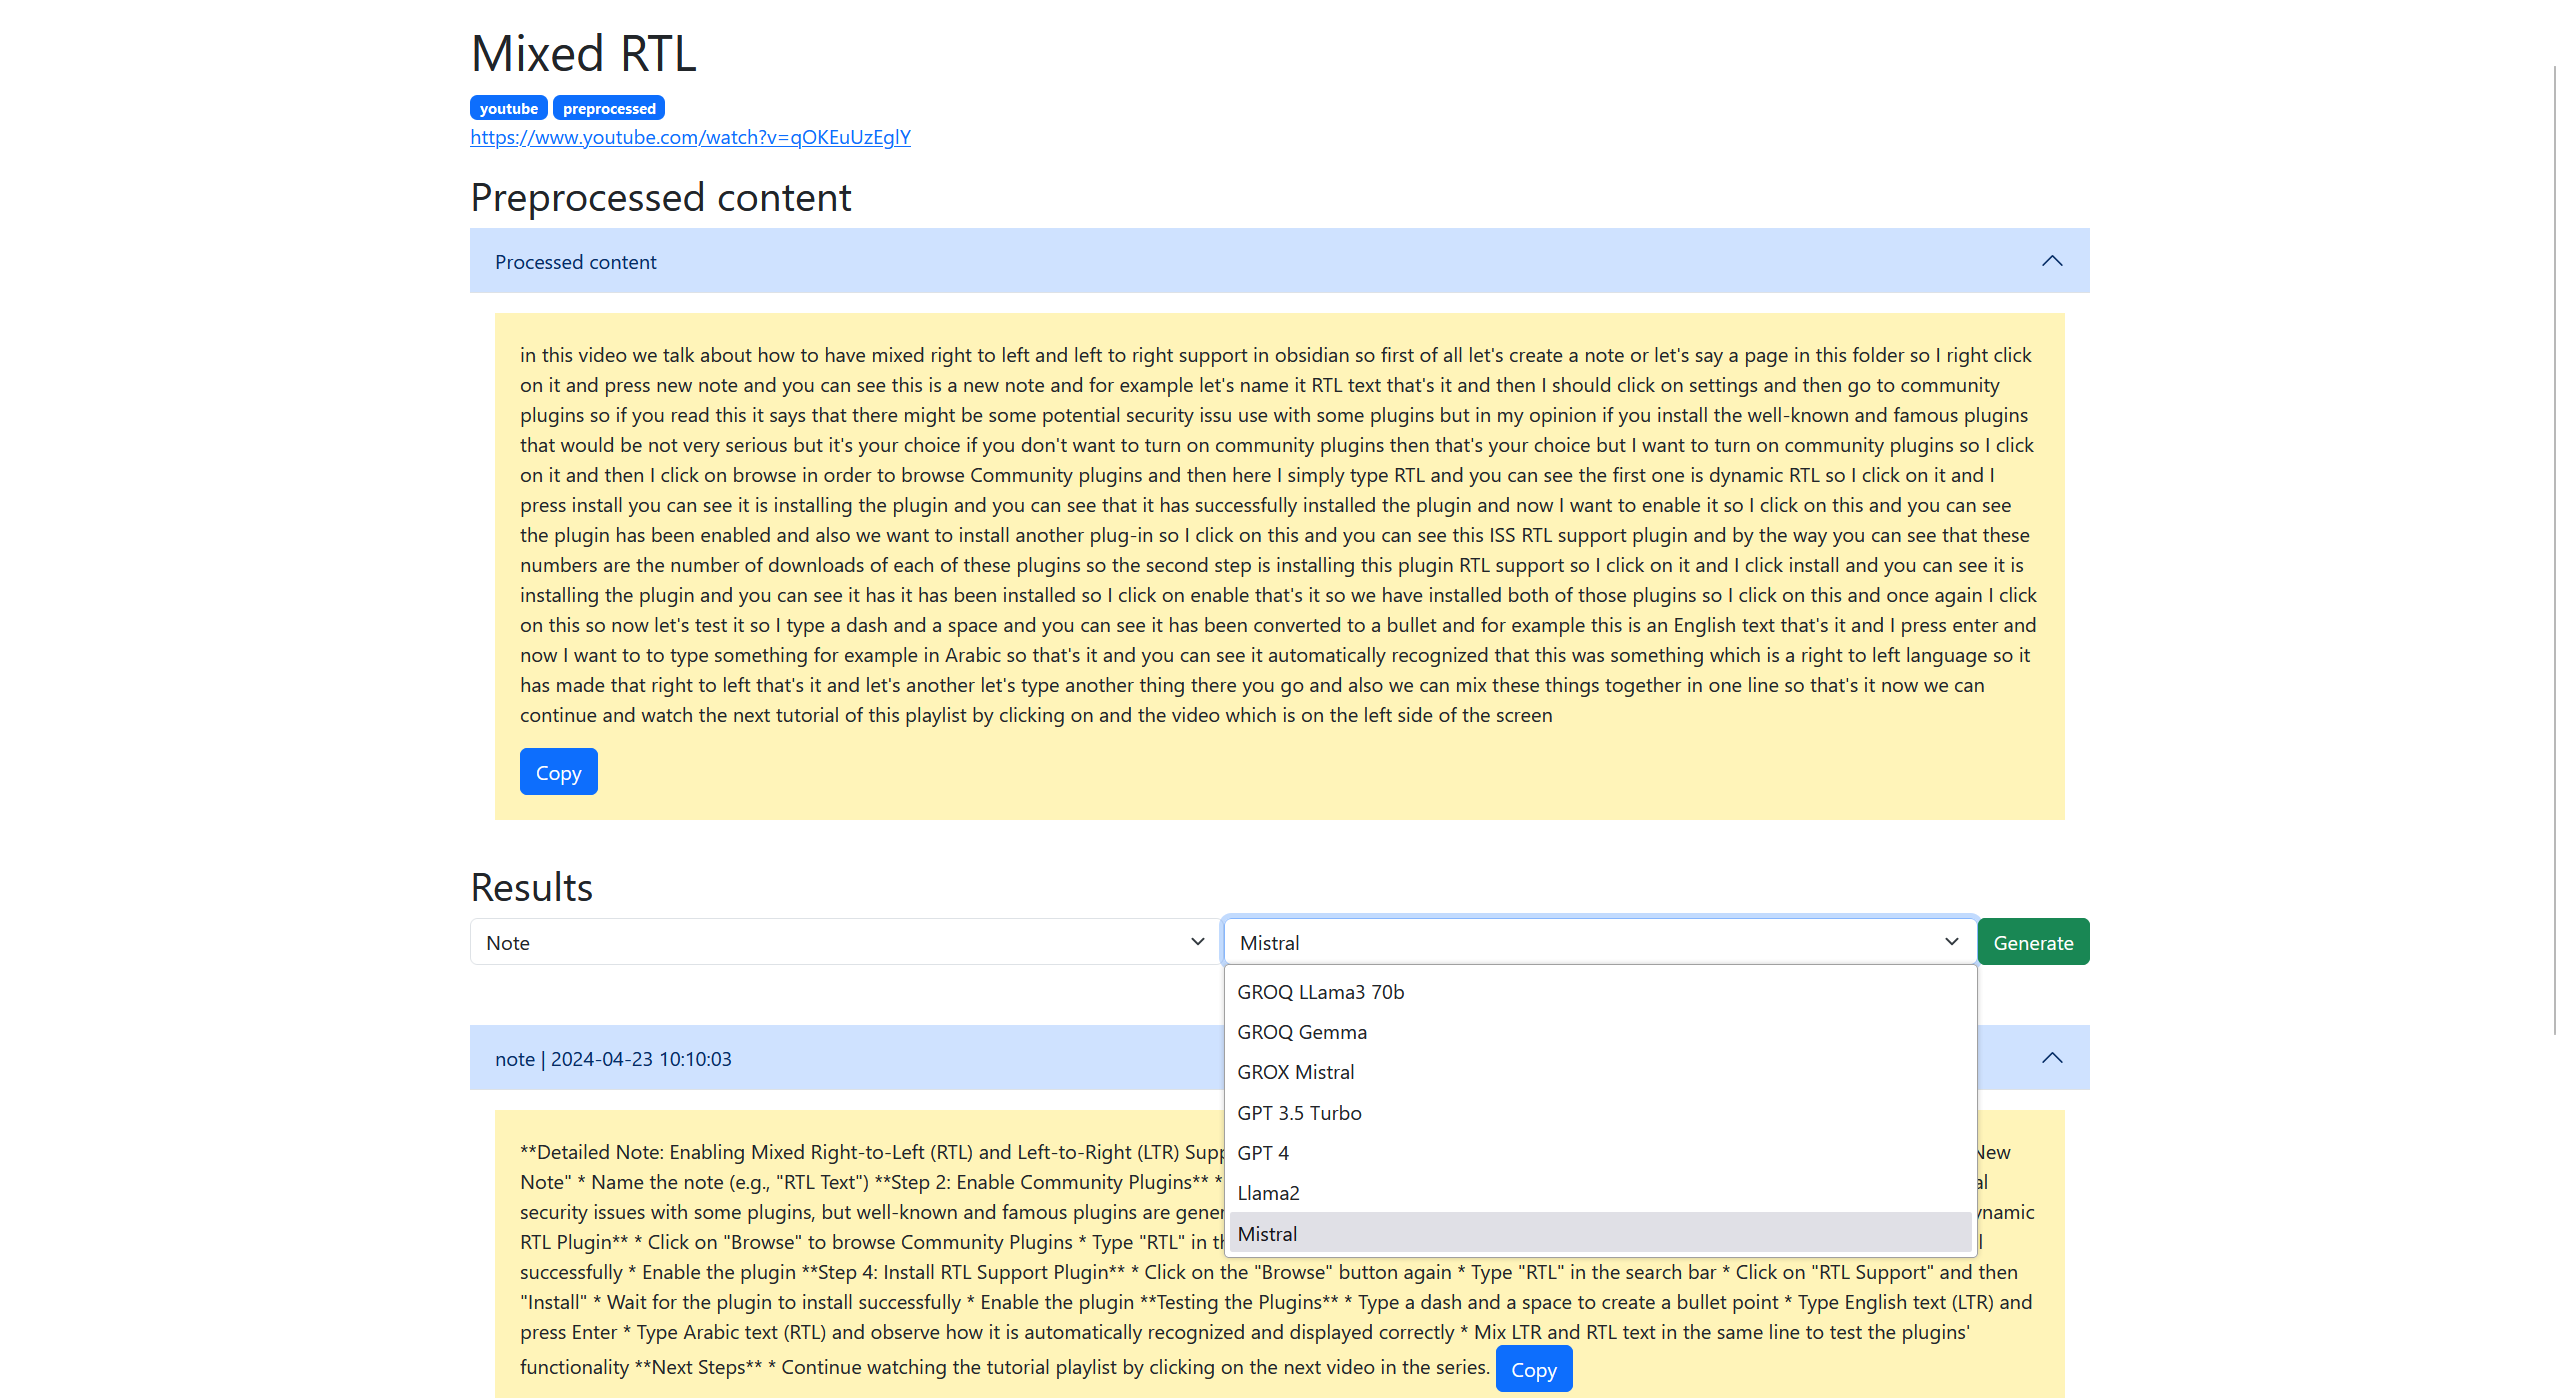 Mixed RTL
youtube preprocessed
https://www.youtube.com/watch?v=qOKEuUzEglY
Preprocessed content
Processed content
in this video we talk about how to have mixed right to left and left to right support in obsidian so first of all let's create a note or let's say a page in this folder so I right click
on it and press new note and you can see this is a new note and for example let's name it RTL text that's it and then I should click on settings and then go to community
plugins so if you read this it says that there might be some potential security issu use with some plugins but in my opinion if you install the well-known and famous plugins
that would be not very serious but it's your choice if you don't want to turn on community plugins then that's your choice but I want to turn on community plugins so I click
on it and then I click on browse in order to browse Community plugins and then here I simply type RTL and you can see the first one is dynamic RTL so I click on it and I
press install you can see it is installing the plugin and you can see that it has successfully installed the plugin and now I want to enable it so I click on this and you can see
the plugin has been enabled and also we want to install another plug-in so I click on this and you can see this ISS RTL support plugin and by the way you can see that these
numbers are the number of downloads of each of these plugins so the second step is installing this plugin RTL support so I click on it and I click install and you can see it is
installing the plugin and you can see it has it has been installed so I click on enable that's it so we have installed both of those plugins so I click on this and once again I click
on this so now let's test it so I type a dash and a space and you can see it has been converted to a bullet and for example this is an English text that's it and I press enter and
now I want to to type something for example in Arabic so that's it and you can see it automatically recognized that this was something which is a right to left language so it
has made that right to left that's it and let's another let's type another thing there you go and also we can mix these things together in one line so that's it now we can
continue and watch the next tutorial of this playlist by clicking on and the video which is on the left side of the screen
Copy
Results
Note Mistral Generate
GROQ LLama3 70b
GROQ Gemma
GROX Mistral
GPT 3.5 Turbo
GPT 4
Llama2
Mistral
note | 2024-04-23 10:10:03
**Detailed Note: Enabling Mixed Right-to-Left (RTL) and Left-to-Right (LTR) New
Note" * Name the note (e.g., "RTL Text") **Step 2: Enable Community Plugins** *
security issues with some plugins, but well-known and famous plugins are
RTL Plugin** * Click on "Browse" to browse Community Plugins * Type "RTL" in
successfully * Enable the plugin **Step 4: Install RTL Support Plugin** * Click on the "Browse" button again * Type "RTL" in the search bar * Click on "RTL Support" and then
"Install" * Wait for the plugin to install successfully * Enable the plugin **Testing the Plugins** * Type a dash and a space to create a bullet point * Type English text (LTR) and
press Enter * Type Arabic text (RTL) and observe how it is automatically recognized and displayed correctly * Mix LTR and RTL text in the same line to test the plugins'
functionality **Next Steps** * Continue watching the tutorial playlist by clicking on the next video in the series. Copy